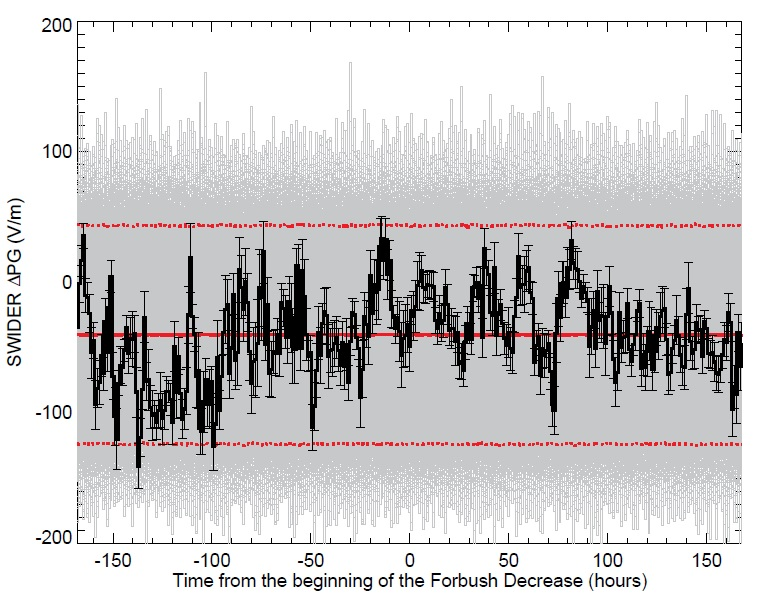 200
100
0
-100
-200
SWIDER ΔPG (V/m)
-150 -100 -50 0 50 100 150
Time from the beginning of the Forbush Decrease (hours)